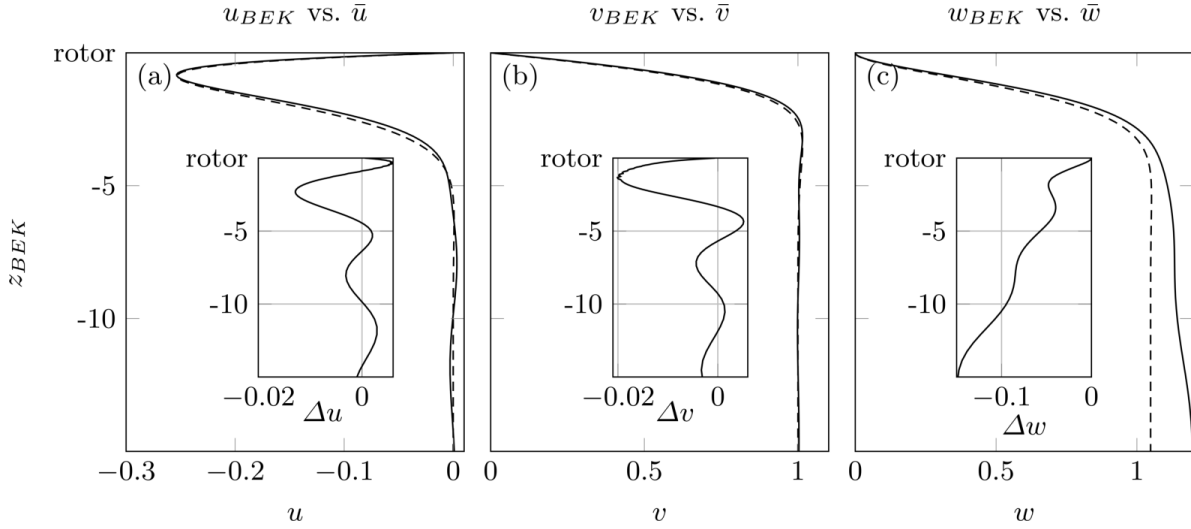 u_BEK vs. ū
v_BEK vs. v̄
w_BEK vs. w̄
rotor
(a)
(b)
(c)
rotor
rotor
rotor
-5
-5
-5
-5
z_BEK
-10
-10
-10
-10
−0.02 0
Δu
−0.02 0
Δv
−0.1 0
Δw
−0.3 −0.2 −0.1 0
0 0.5 1
0 0.5 1
u
v
w